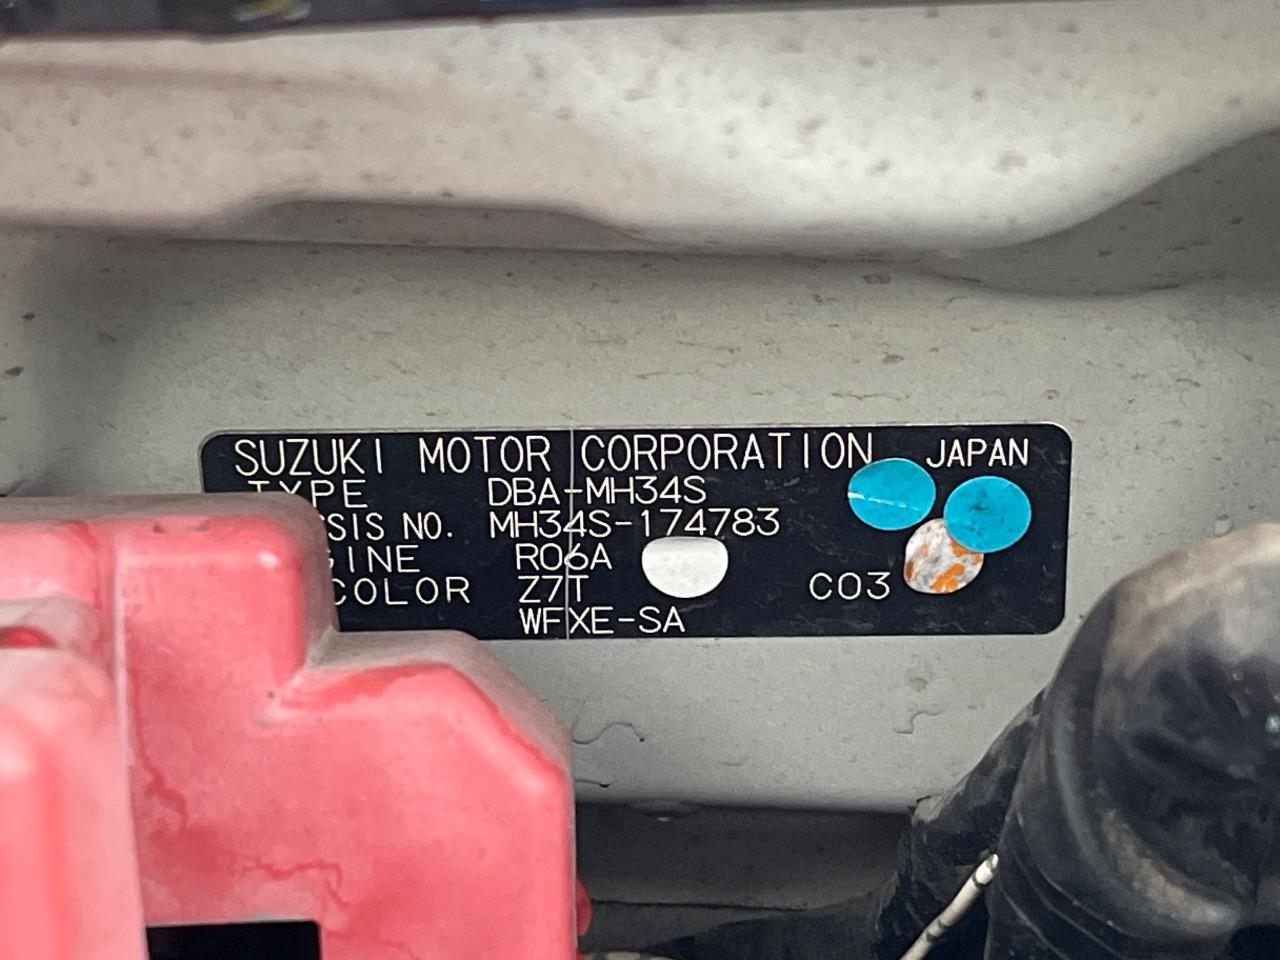 SUZUKI MOTOR CORPORATION JAPAN
TYPE DBA-MH34S
SIS NO. MH34S-174783
GINE R06A
COLOR Z7T C03
WFXE-SA